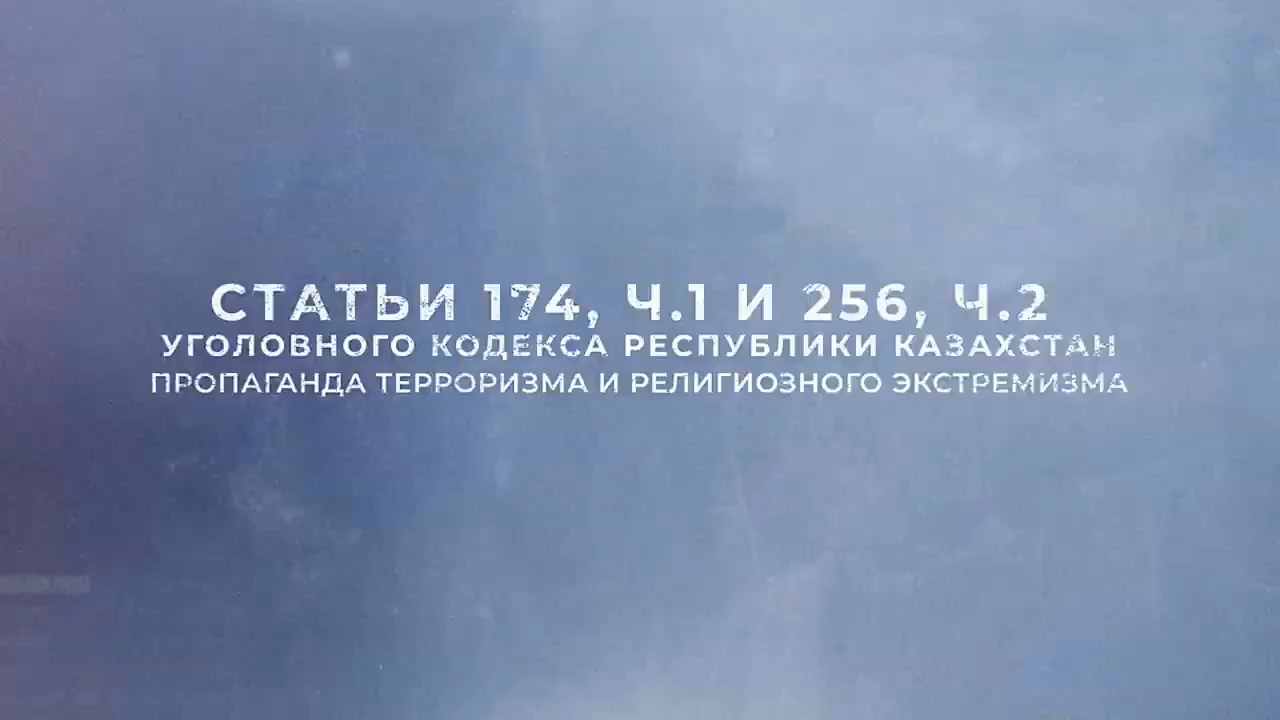 СТАТЬИ 174, Ч.1 И 256, Ч.2
УГОЛОВНОГО КОДЕКСА РЕСПУБЛИКИ КАЗАХСТАН
ПРОПАГАНДА ТЕРРОРИЗМА И РЕЛИГИОЗНОГО ЭКСТРЕМИЗМА